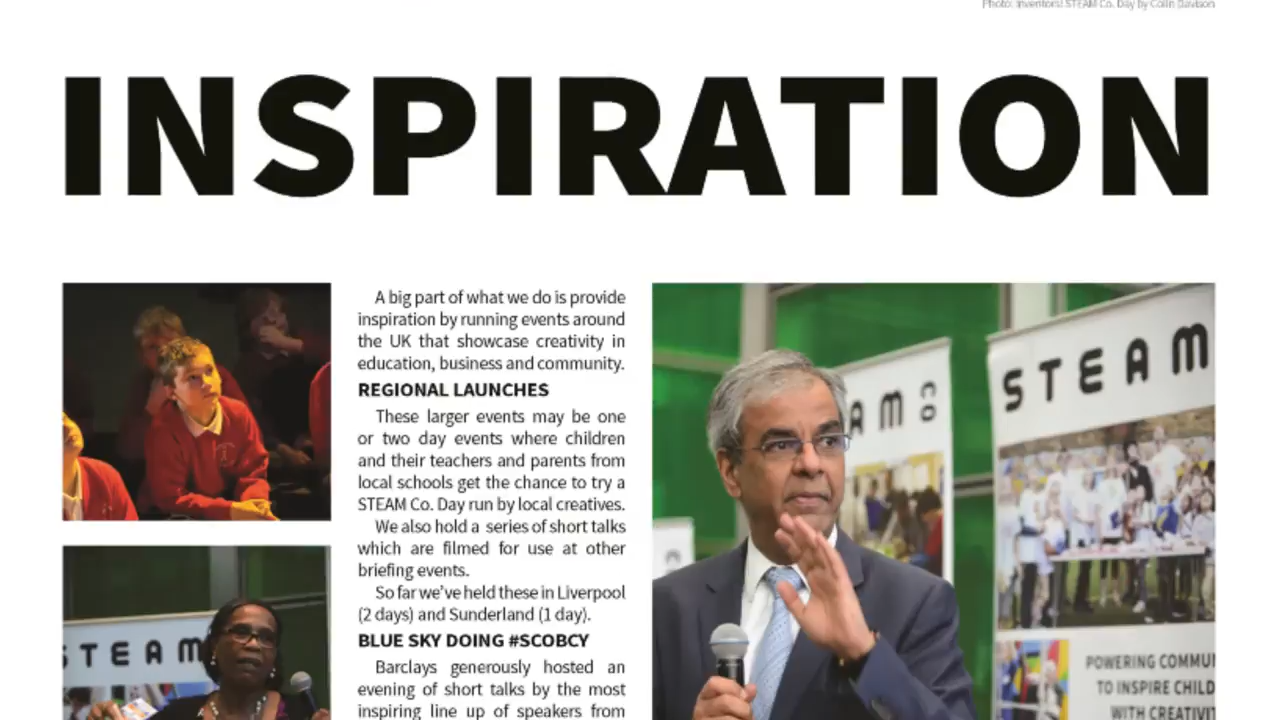 Photo: Inventors! STEAM Co. Day by Colin Davison
INSPIRATION
A big part of what we do is provide
inspiration by running events around
the UK that showcase creativity in
education, business and community.
REGIONAL LAUNCHES
These larger events may be one
or two day events where children
and their teachers and parents from
local schools get the chance to try a
STEAM Co. Day run by local creatives.
We also hold a series of short talks
which are filmed for use at other
briefing events.
So far we've held these in Liverpool
(2 days) and Sunderland (1 day).
BLUE SKY DOING #SCOBCY
Barclays generously hosted an
evening of short talks by the most
inspiring line up of speakers from
STEAM
AM CO
STEAM
POWERING COMMU
TO INSPIRE CHILD
WITH CREATIVIT